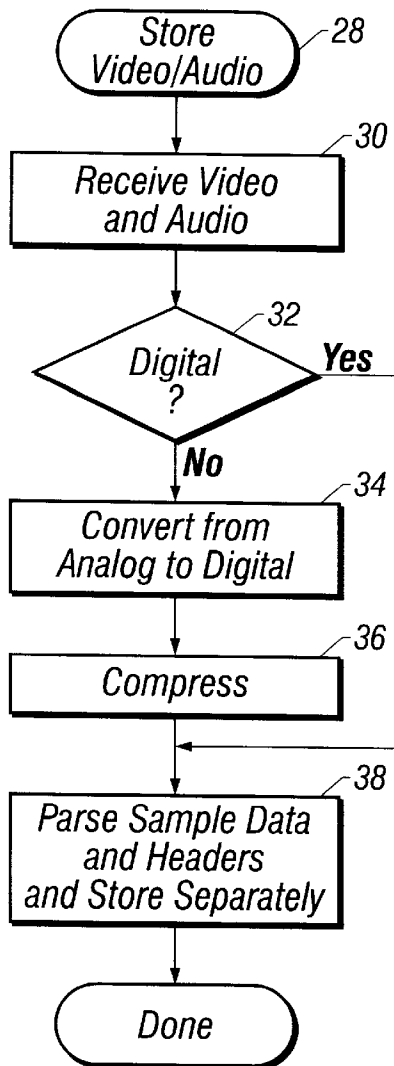 Store
Video/Audio
28
30
Receive Video
and Audio
32
Digital
?
Yes
No
34
Convert from
Analog to Digital
36
Compress
38
Parse Sample Data
and Headers
and Store Separately
Done